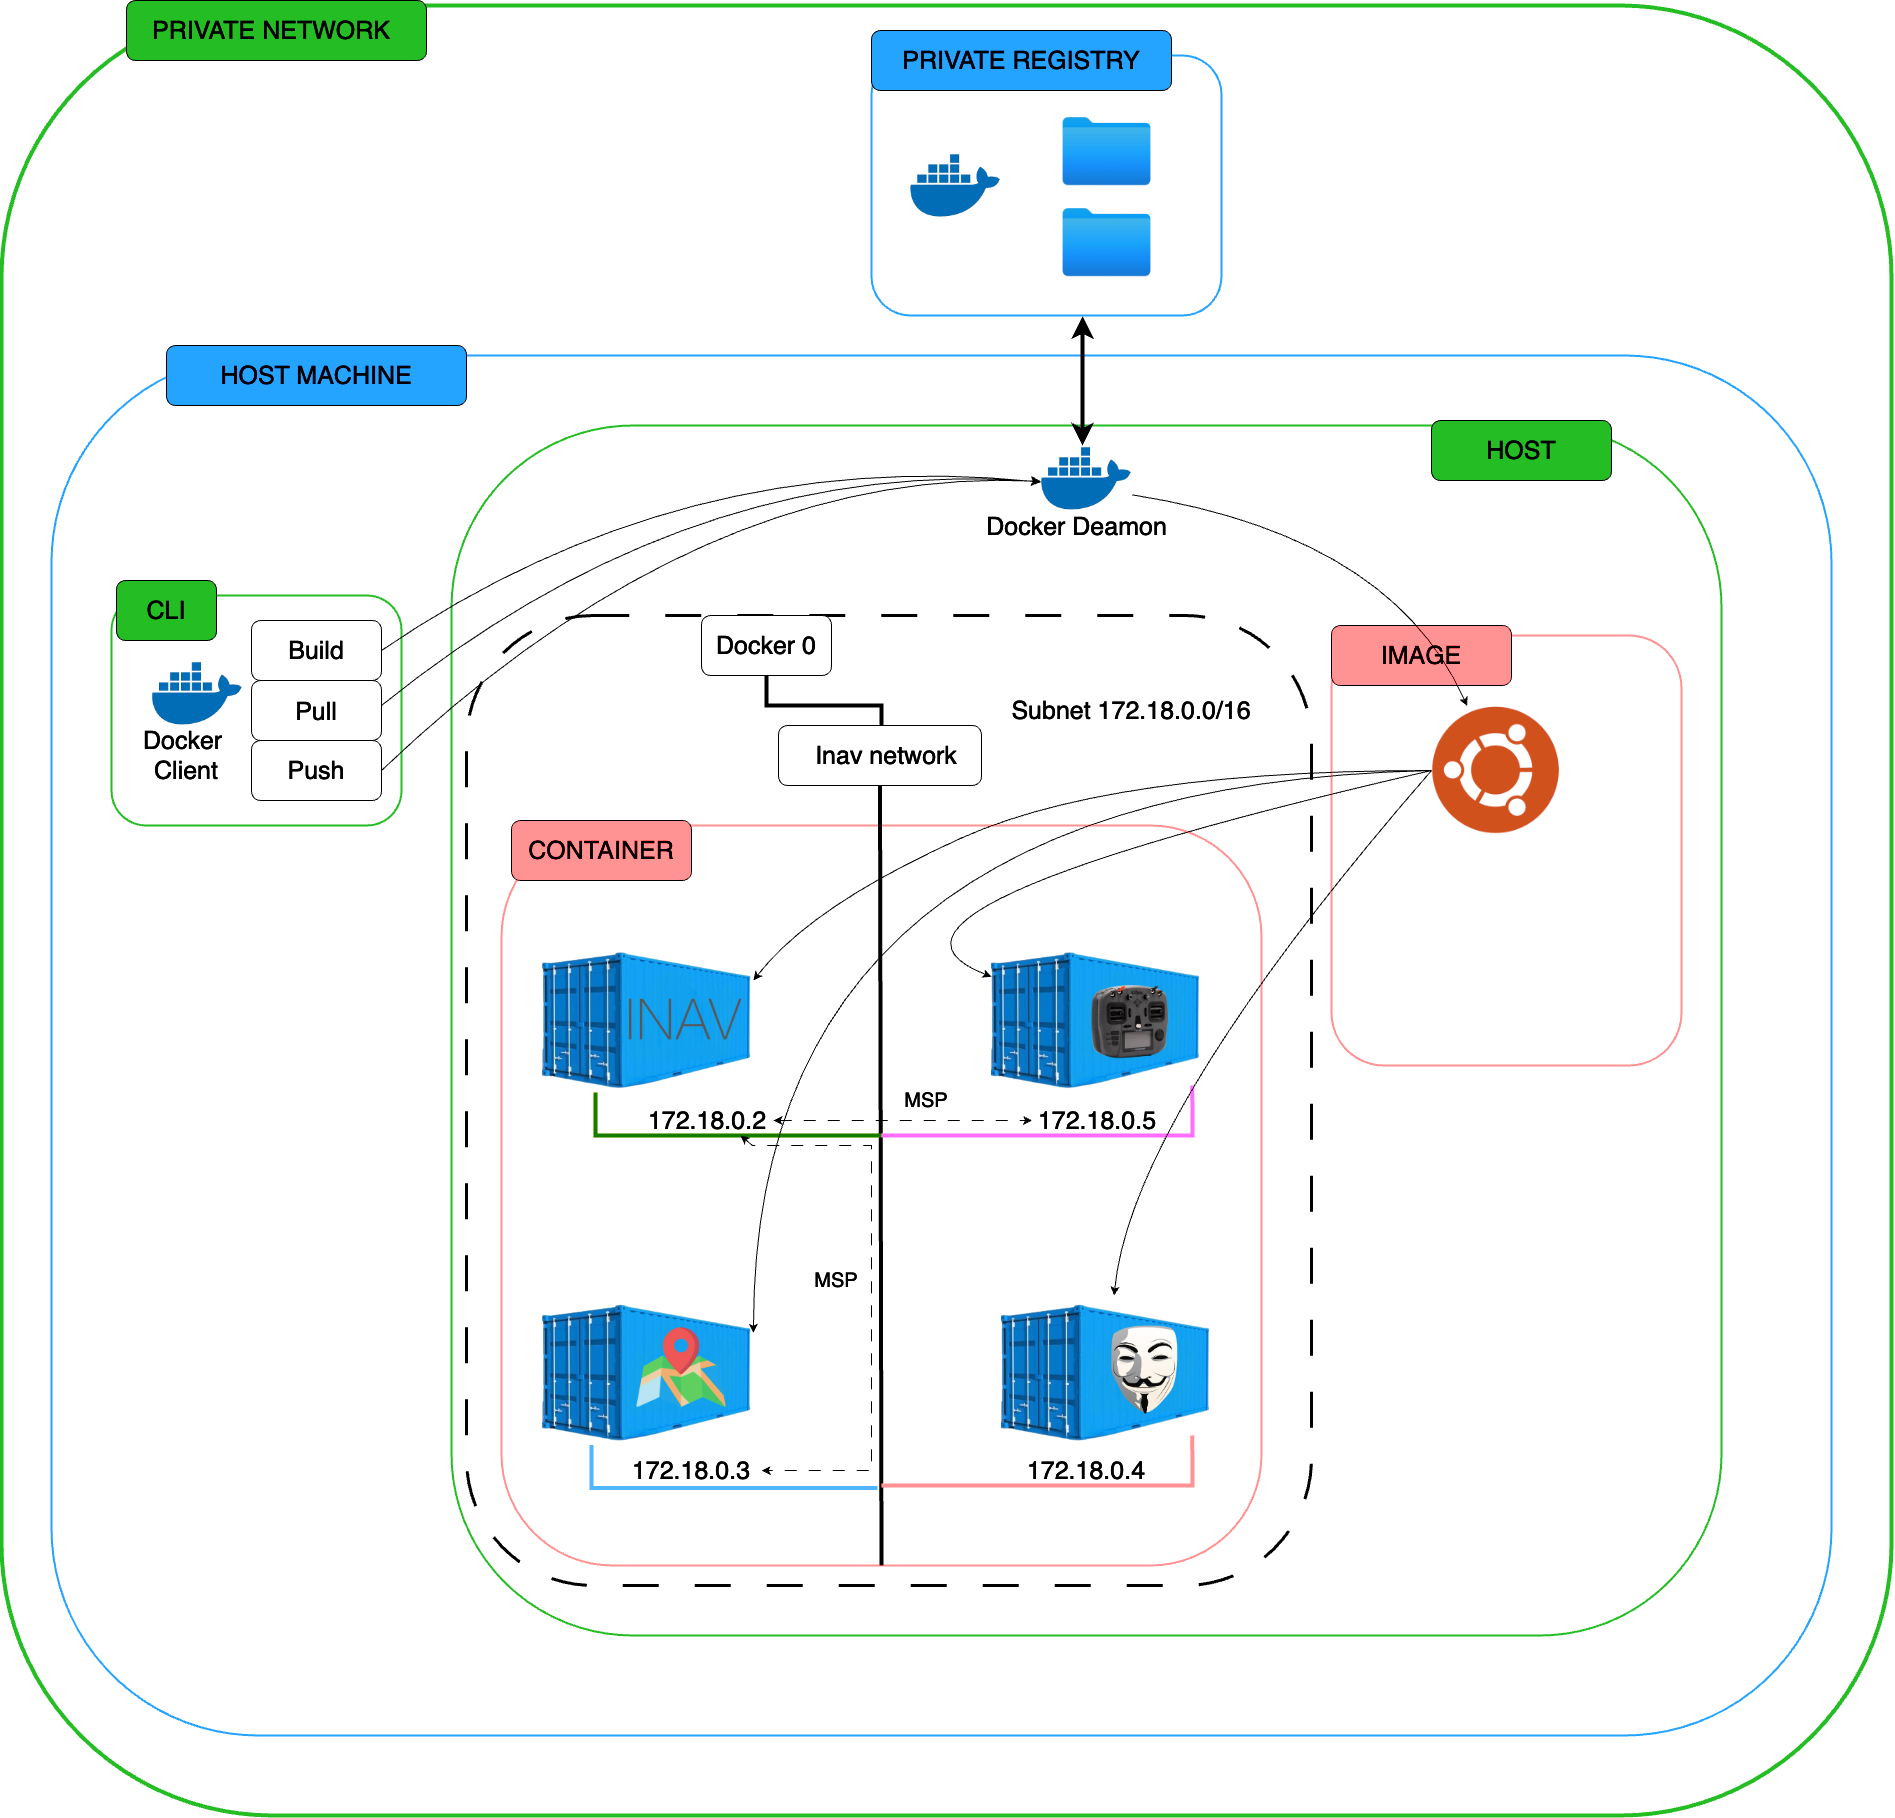 PRIVATE NETWORK
PRIVATE REGISTRY
HOST MACHINE
HOST
Docker Deamon
CLI
Build
Pull
Push
Docker
Client
Docker 0
IMAGE
Subnet 172.18.0.0/16
Inav network
CONTAINER
INAV
MSP
172.18.0.2
172.18.0.5
MSP
172.18.0.3
172.18.0.4